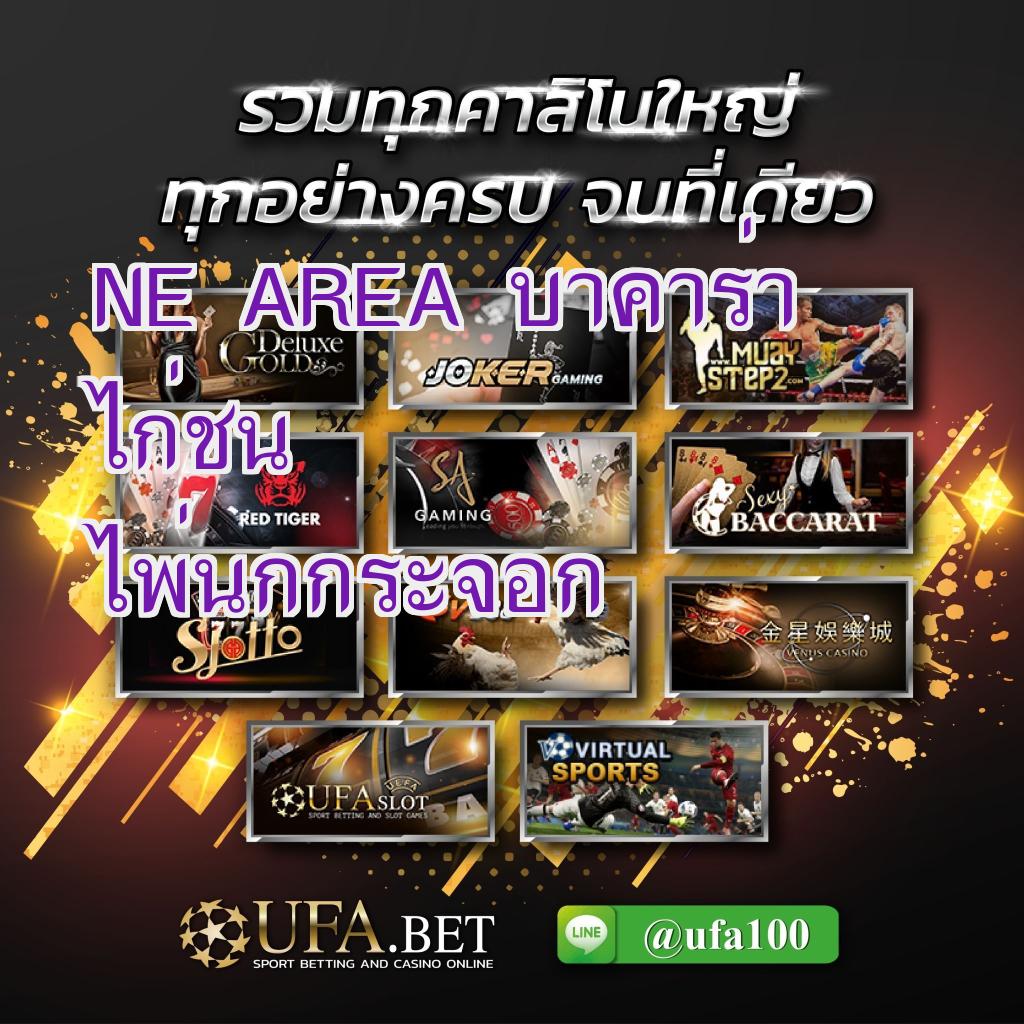 รวมทุกคาสิโนใหญ่
ทุกอย่างครบ จบที่เดียว
NE AREA บาคาร่า
ไก่ชน
ไพ่นกกระจอก
Deluxe
GOLD
JOKER GAMING
WWW.MUAY
STEP2.COM
RED TIGER
SA
GAMING
Sexy
BACCARAT
77
Sjotto
金星娛樂城
VENUS CASINO
UEFA
UFA SLOT
SPORT BETTING AND SLOT GAMES
VIRTUAL
SPORTS
UFA.BET
SPORT BETTING AND CASINO ONLINE
LINE
@ufa100